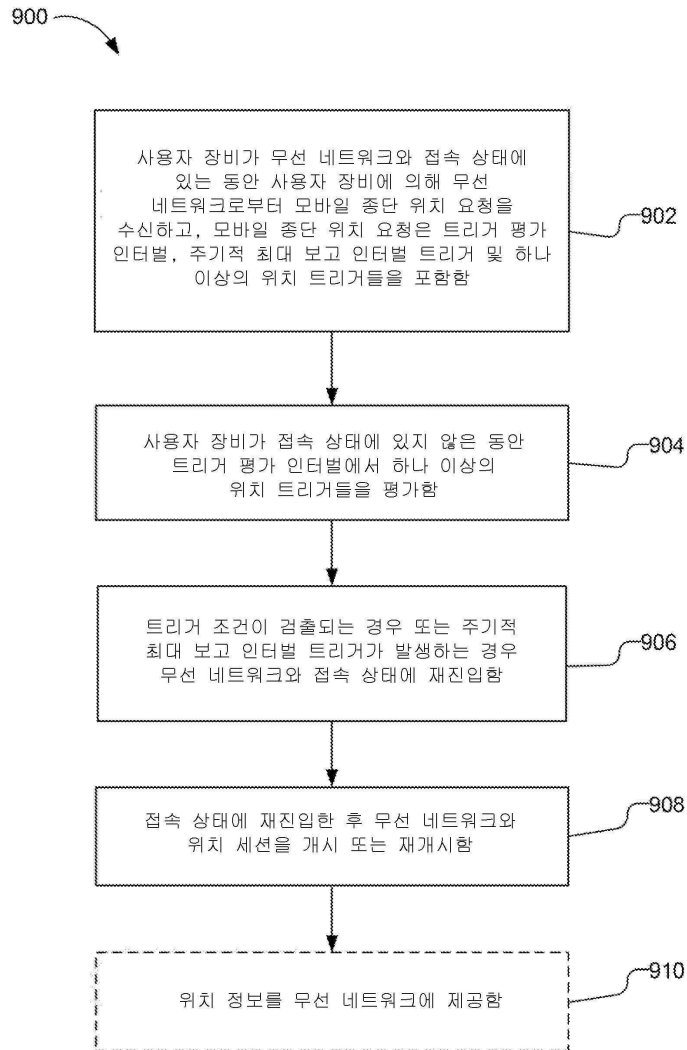 900
사용자 장비가 무선 네트워크와 접속 상태에
있는 동안 사용자 장비에 의해 무선
네트워크로부터 모바일 종단 위치 요청을
수신하고, 모바일 종단 위치 요청은 트리거 평가
인터벌, 주기적 최대 보고 인터벌 트리거 및 하나
이상의 위치 트리거들을 포함함
902
사용자 장비가 접속 상태에 있지 않은 동안
트리거 평가 인터벌에서 하나 이상의
위치 트리거들을 평가함
904
트리거 조건이 검출되는 경우 또는 주기적
최대 보고 인터벌 트리거가 발생하는 경우
무선 네트워크와 접속 상태에 재진입함
906
접속 상태에 재진입한 후 무선 네트워크와
위치 세션을 개시 또는 재개시함
908
위치 정보를 무선 네트워크에 제공함
910